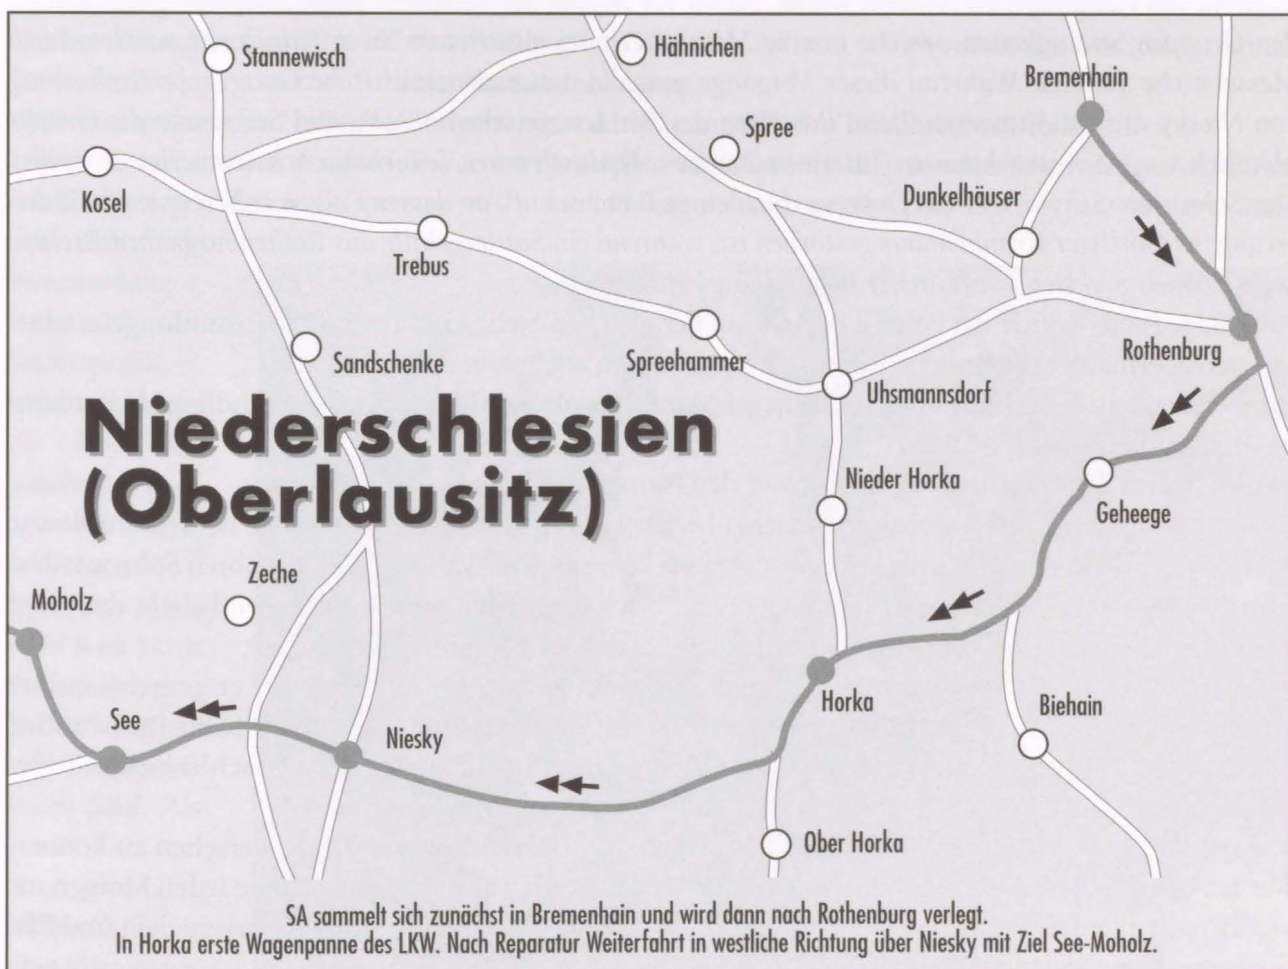 Stannewisch
Hähnichen
Bremenhain
Spree
Kosel
Dunkelhäuser
Trebus
Sandschenke
Spreehammer
Rothenburg
Uhsmannsdorf
Niederschlesien
(Oberlausitz)
Nieder Horka
Geheege
Zeche
Moholz
See
Niesky
Horka
Biehain
Ober Horka
SA sammelt sich zunächst in Bremenhain und wird dann nach Rothenburg verlegt.
In Horka erste Wagenpanne des LKW. Nach Reparatur Weiterfahrt in westliche Richtung über Niesky mit Ziel See-Moholz.